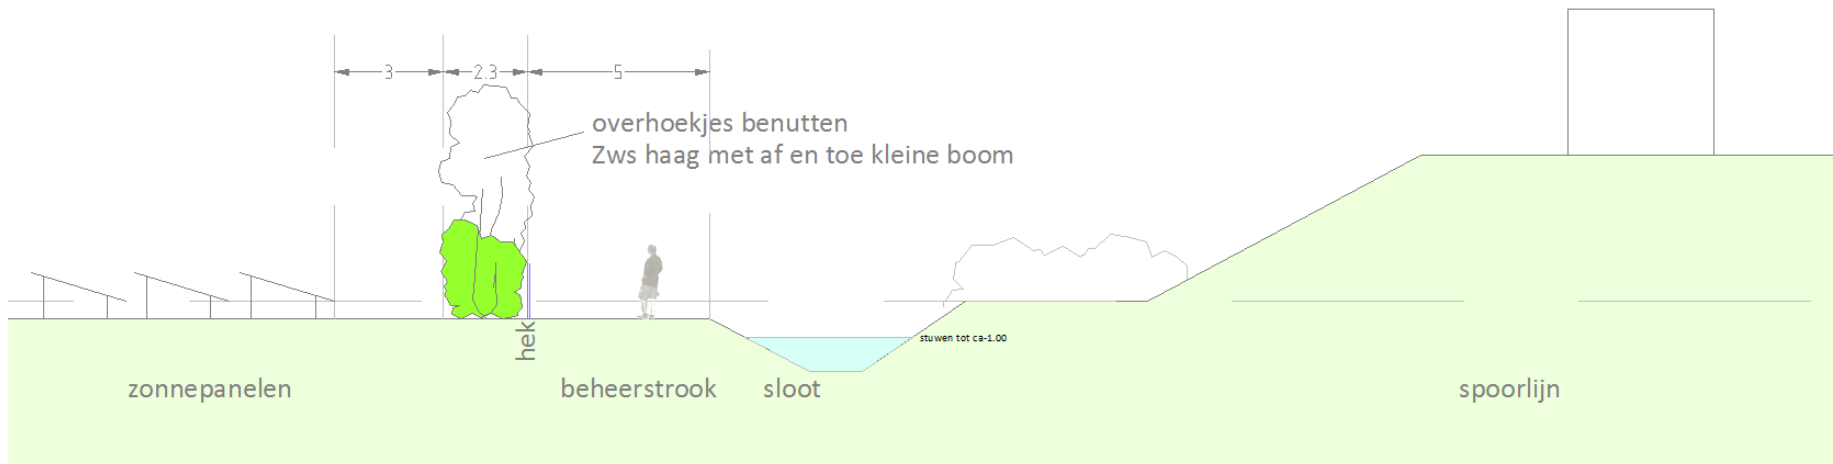 3 2.3 5
overhoekjes benutten
Zws haag met af en toe kleine boom
hek
stuwen tot ca-1.00
zonnepanelen beheerstrook sloot spoorlijn